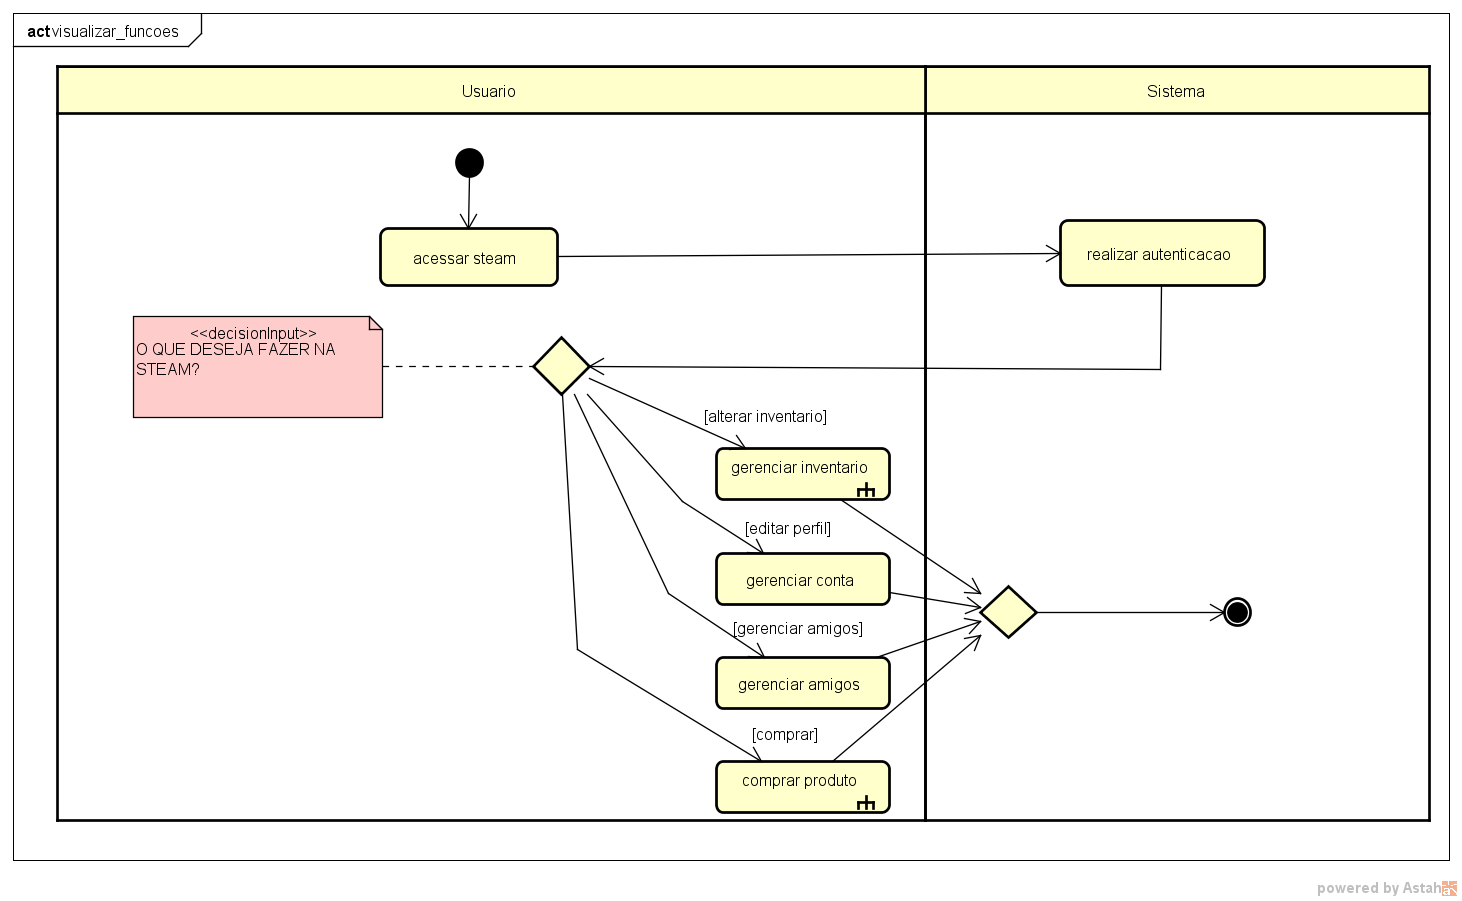 act visualizar_funcoes
Usuario
Sistema
acessar steam
realizar autenticacao
<<decisionInput>>
O QUE DESEJA FAZER NA
STEAM?
[alterar inventario]
gerenciar inventario
[editar perfil]
gerenciar conta
[gerenciar amigos]
gerenciar amigos
[comprar]
comprar produto
powered by Astah